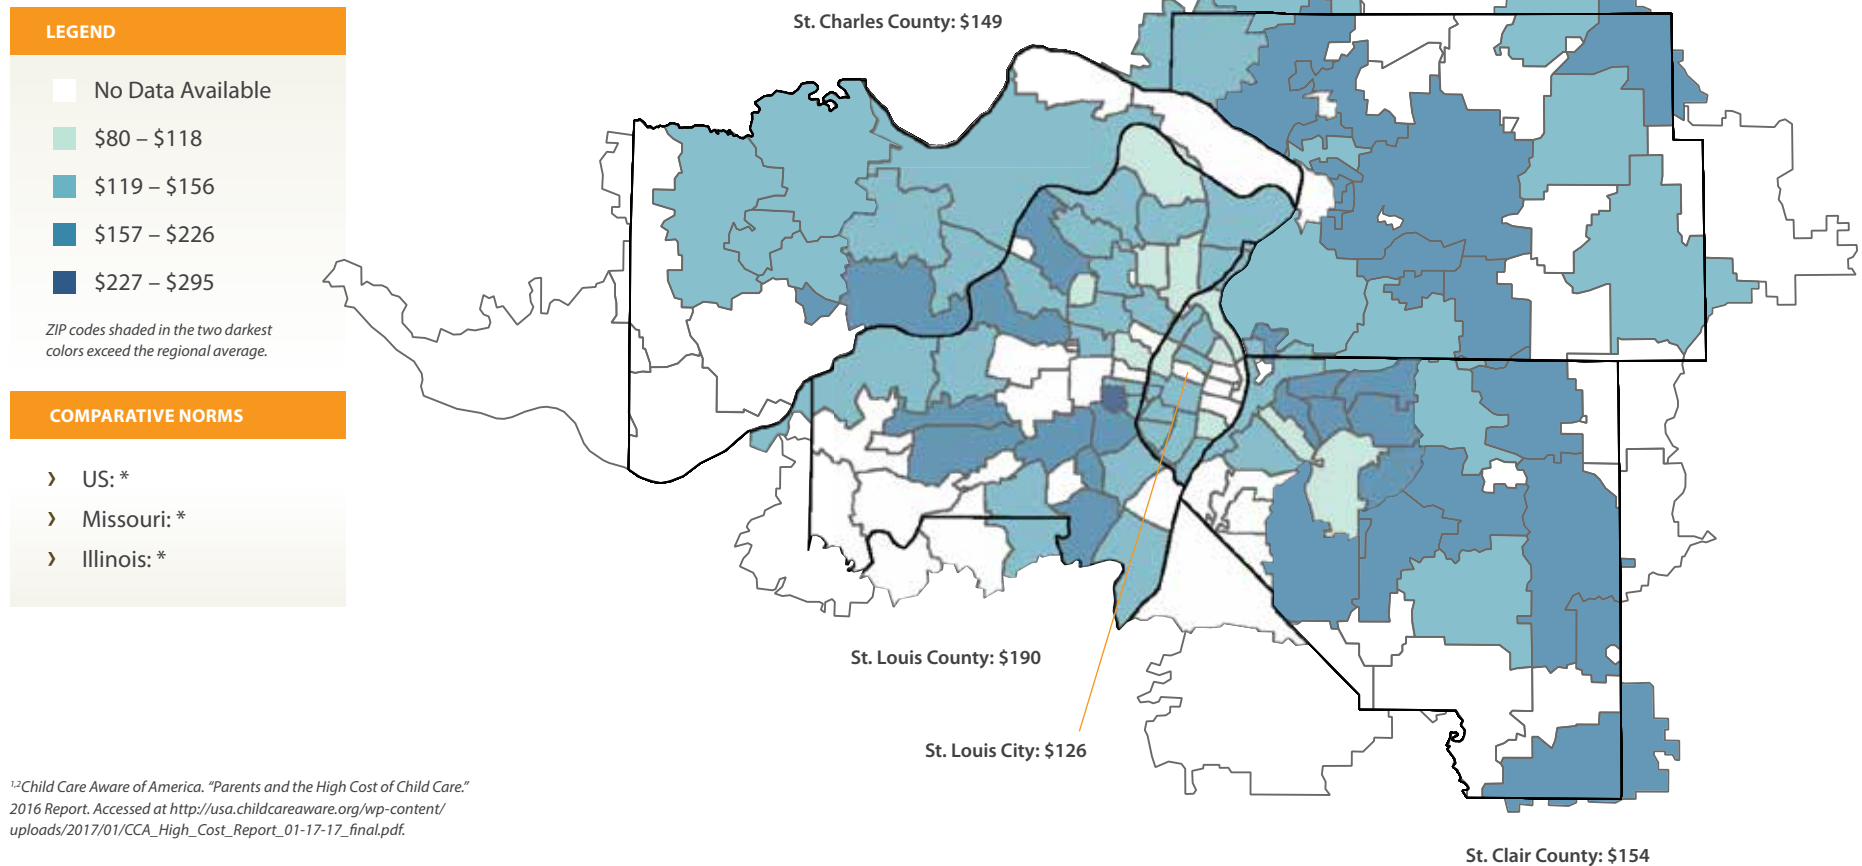 St. Charles County: $149
LEGEND
No Data Available
$80 – $118
$119 – $156
$157 – $226
$227 – $295
ZIP codes shaded in the two darkest
colors exceed the regional average.
COMPARATIVE NORMS
› US: *
› Missouri: *
› Illinois: *
St. Louis County: $190
St. Louis City: $126
1,2Child Care Aware of America. “Parents and the High Cost of Child Care.”
2016 Report. Accessed at http://usa.childcareaware.org/wp-content/
uploads/2017/01/CCA_High_Cost_Report_01-17-17_final.pdf.
St. Clair County: $154